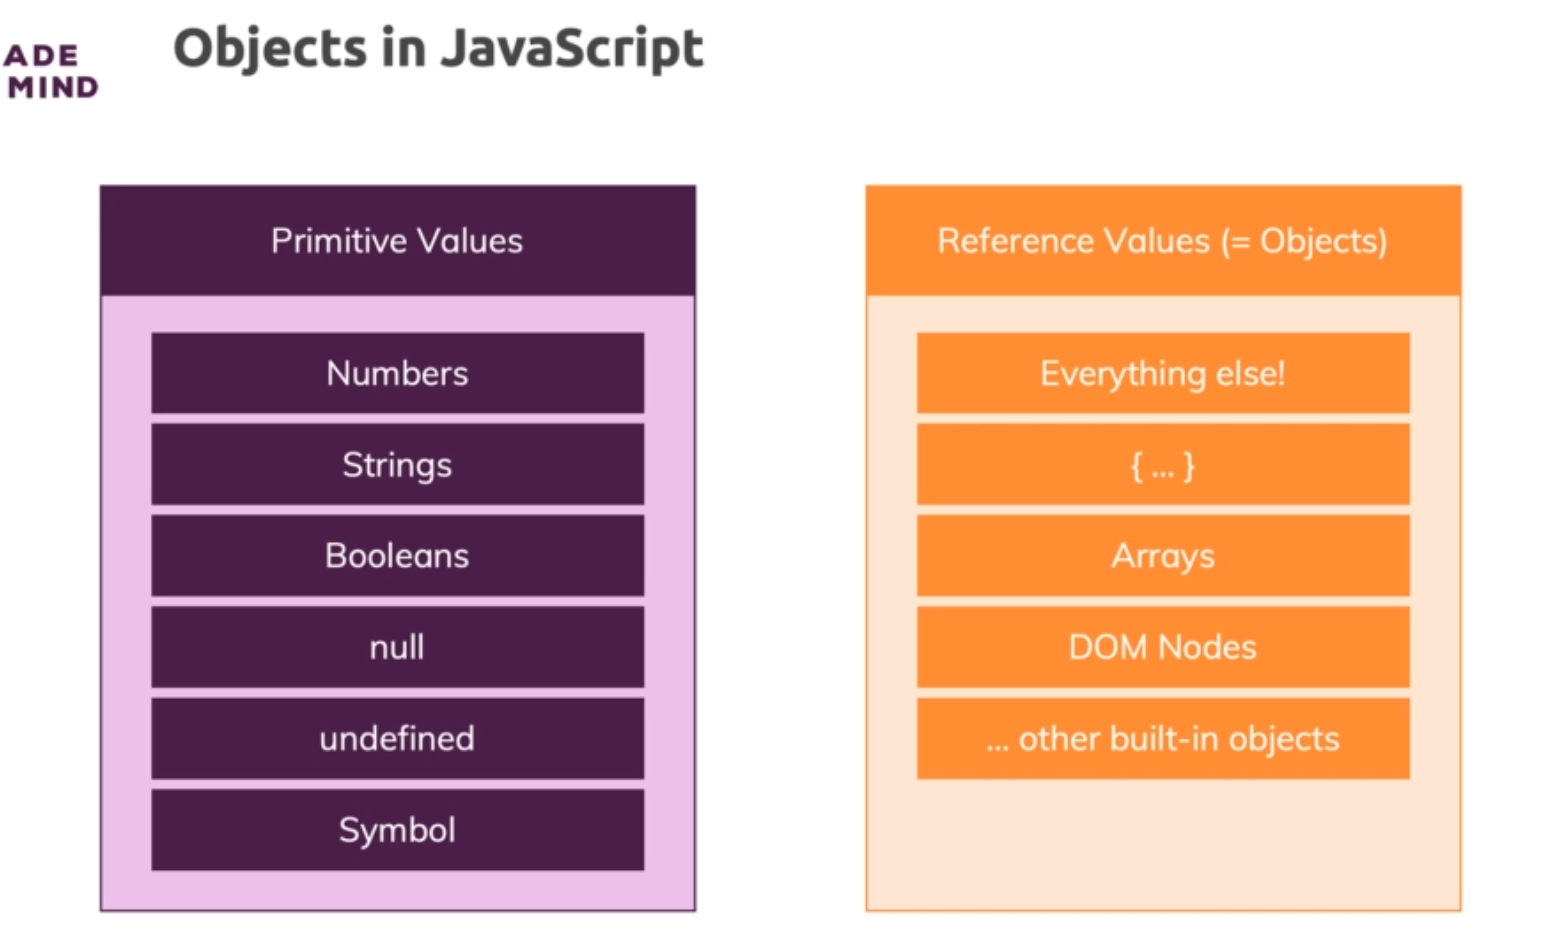 ADE
MIND
Objects in JavaScript
Primitive Values
Numbers
Strings
Booleans
null
undefined
Symbol
Reference Values (= Objects)
Everything else!
{ ... }
Arrays
DOM Nodes
... other built-in objects